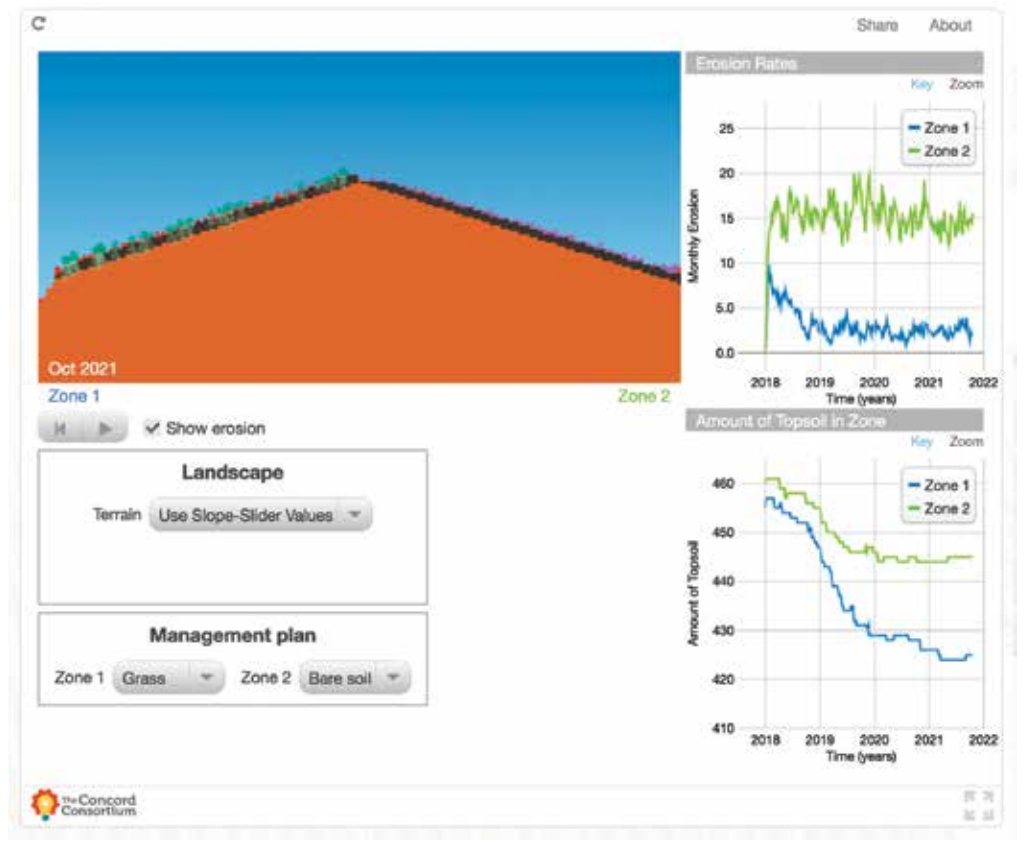 Share About
Erosion Rates
Key Zoom
25
20
15
10
5.0
0.0
Monthly Erosion
Zone 1
Zone 2
2018 2019 2020 2021 2022
Time (years)
Oct 2021
Zone 1 Zone 2
Show erosion
Amount of Topsoil in Zone
Key Zoom
460
450
440
430
420
410
Amount of Topsoil
Zone 1
Zone 2
2018 2019 2020 2021 2022
Time (years)
Landscape
Terrain Use Slope-Slider Values
Management plan
Zone 1 Grass Zone 2 Bare soil
The Concord
Consortium